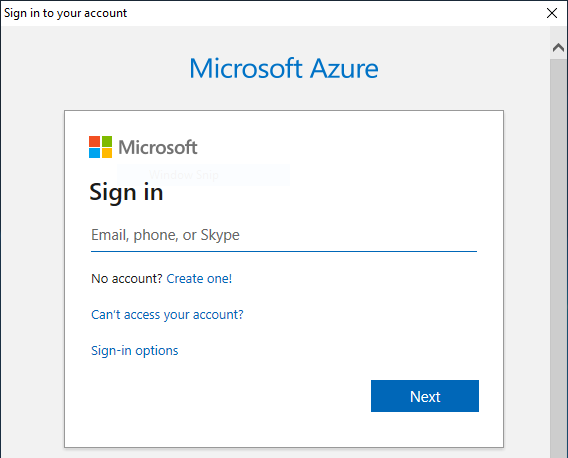 Sign in to your account
Microsoft Azure
Microsoft
Window Snip
Sign in
Email, phone, or Skype
No account? Create one!
Can't access your account?
Sign-in options
Next